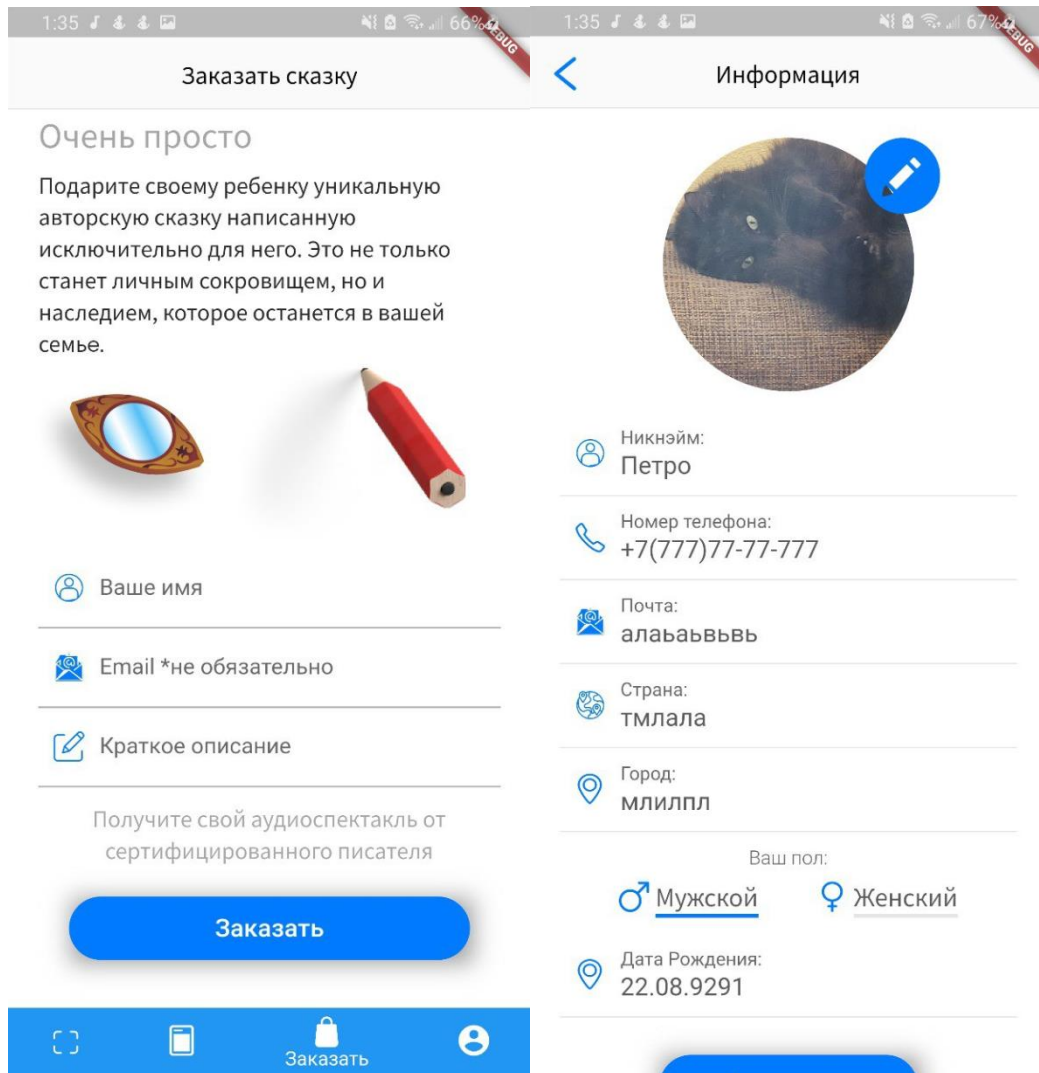 1:35
66%
DEBUG
Заказать сказку
Очень просто
Подарите своему ребенку уникальную
авторскую сказку написанную
исключительно для него. Это не только
станет личным сокровищем, но и
наследием, которое останется в вашей
семье.
Ваше имя
Email *не обязательно
Краткое описание
Получите свой аудиоспектакль от
сертифицированного писателя
Заказать
Заказать
1:35
67%
DEBUG
Информация
Никнэйм:
Петро
Номер телефона:
+7(777)77-77-777
Почта:
алаьаьвьвь
Страна:
тмлала
Город:
млилпл
Ваш пол:
Мужской
Женский
Дата Рождения:
22.08.9291